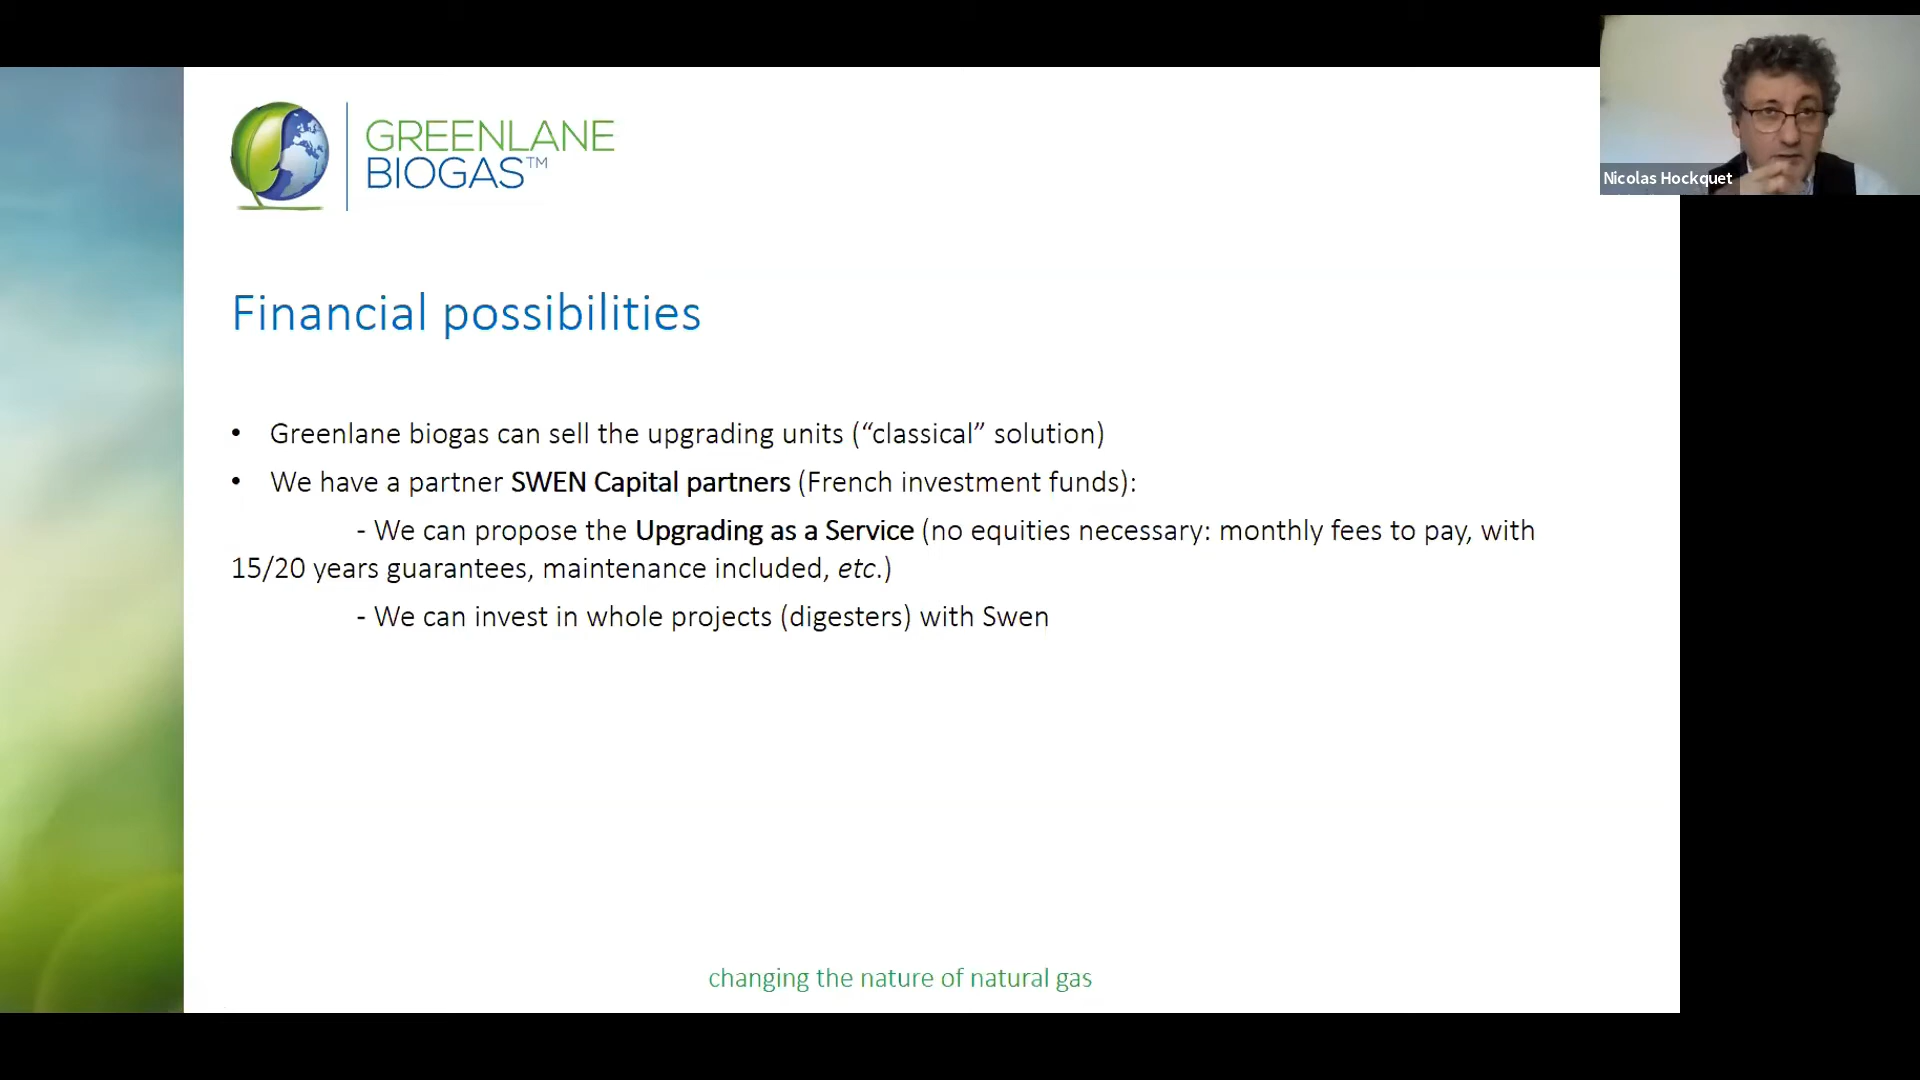 GREENLANE
BIOGAS™
Nicolas Hockquet
Financial possibilities
• Greenlane biogas can sell the upgrading units (“classical” solution)
• We have a partner SWEN Capital partners (French investment funds):
- We can propose the Upgrading as a Service (no equities necessary: monthly fees to pay, with
15/20 years guarantees, maintenance included, etc.)
- We can invest in whole projects (digesters) with Swen
changing the nature of natural gas